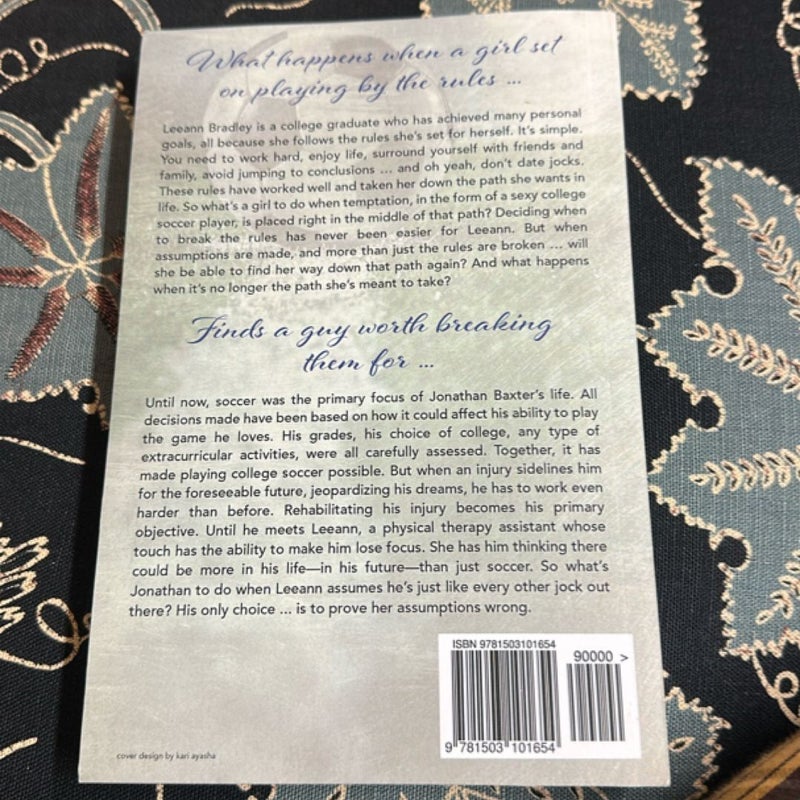 What happens when a girl set
on playing by the rules ...
Leeann Bradley is a college graduate who has achieved many personal
goals, all because she follows the rules she's set for herself. It's simple.
You need to work hard, enjoy life, surround yourself with friends and
family, avoid jumping to conclusions ... and oh yeah, don't date jocks.
These rules have worked well and taken her down the path she wants in
life. So what's a girl to do when temptation, in the form of a sexy college
soccer player, is placed right in the middle of that path? Deciding when
to break the rules has never been easier for Leeann. But when
assumptions are made, and more than just the rules are broken ... will
she be able to find her way down that path again? And what happens
when it's no longer the path she's meant to take?
Finds a guy worth breaking
them for ...
Until now, soccer was the primary focus of Jonathan Baxter's life. All
decisions made have been based on how it could affect his ability to play
the game he loves. His grades, his choice of college, any type of
extracurricular activities, were all carefully assessed. Together, it has
made playing college soccer possible. But when an injury sidelines him
for the foreseeable future, jeopardizing his dreams, he has to work even
harder than before. Rehabilitating his injury becomes his primary
objective. Until he meets Leeann, a physical therapy assistant whose
touch has the ability to make him lose focus. She has him thinking there
could be more in his life—in his future—than just soccer. So what's
Jonathan to do when Leeann assumes he's just like every other jock out
there? His only choice ... is to prove her assumptions wrong.
ISBN 9781503101654
90000 >
9 781503 101654
cover design by kari ayasha